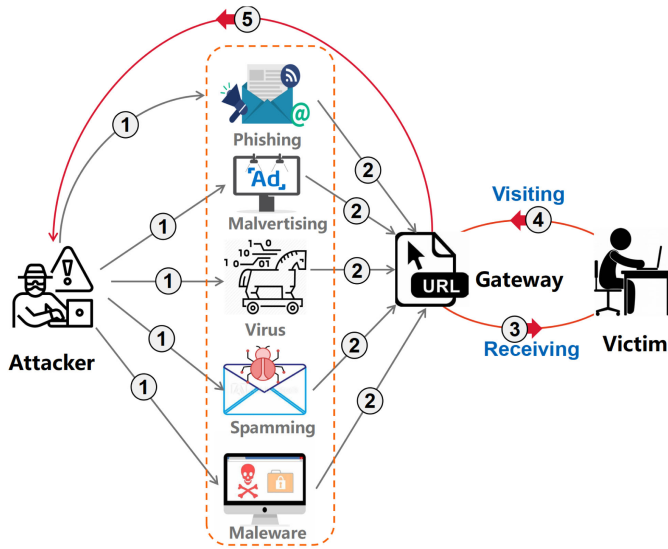 5
1
@
Phishing
2
Visiting
Ad
Malvertising
1
2
4
10
10
1 0 01
1
2
URL
Gateway
Attacker
Virus
3
Receiving
Victim
1
2
Spamming
1
2
Maleware